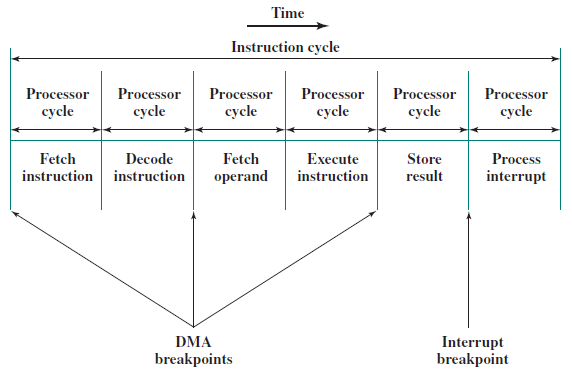 Time
Instruction cycle
Processor
cycle
Processor
cycle
Processor
cycle
Processor
cycle
Processor
cycle
Processor
cycle
Fetch
instruction
Decode
instruction
Fetch
operand
Execute
instruction
Store
result
Process
interrupt
DMA
breakpoints
Interrupt
breakpoint